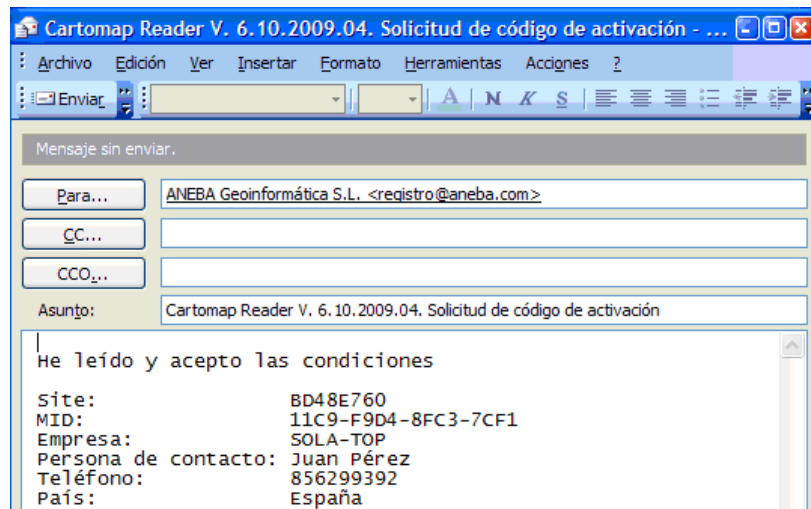 Cartomap Reader V. 6.10.2009.04. Solicitud de código de activación - ...
Archivo Edición Ver Insertar Formato Herramientas Acciones ?
Enviar A N K S
Mensaje sin enviar.
Para... ANEBA Geoinformática S.L. <registro@aneba.com>
CC...
CCO...
Asunto: Cartomap Reader V. 6.10.2009.04. Solicitud de código de activación
He leído y acepto las condiciones
Site: BD48E760
MID: 11C9-F9D4-8FC3-7CF1
Empresa: SOLA-TOP
Persona de contacto: Juan Pérez
Teléfono: 856299392
País: España